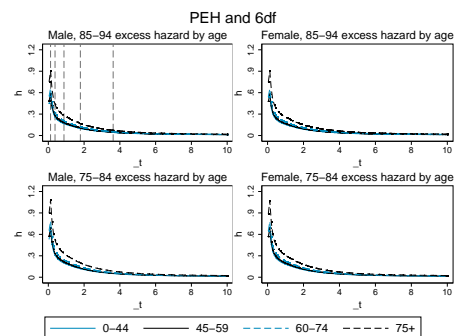 PEH and 6df
Male, 85−94 excess hazard by age
Female, 85−94 excess hazard by age
h
0 .3 .6 .9 1.2
0 2 4 6 8 10
_t
h
0 .3 .6 .9 1.2
0 2 4 6 8 10
_t
Male, 75−84 excess hazard by age
Female, 75−84 excess hazard by age
h
0 .3 .6 .9 1.2
0 2 4 6 8 10
_t
h
0 .3 .6 .9 1.2
0 2 4 6 8 10
_t
0−44 45−59 60−74 75+